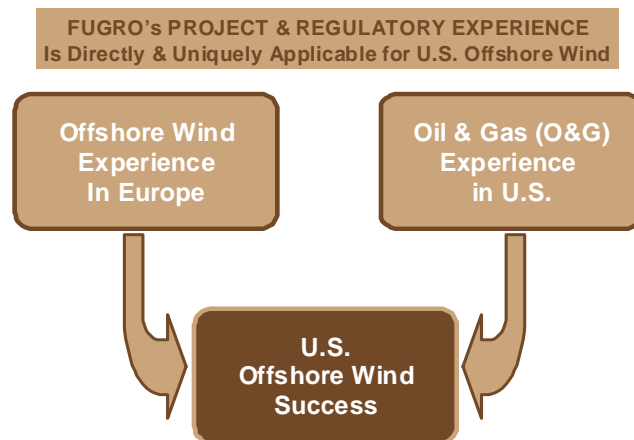 FUGRO's PROJECT & REGULATORY EXPERIENCE
Is Directly & Uniquely Applicable for U.S. Offshore Wind
Offshore Wind
Experience
In Europe
Oil & Gas (O&G)
Experience
in U.S.
U.S.
Offshore Wind
Success